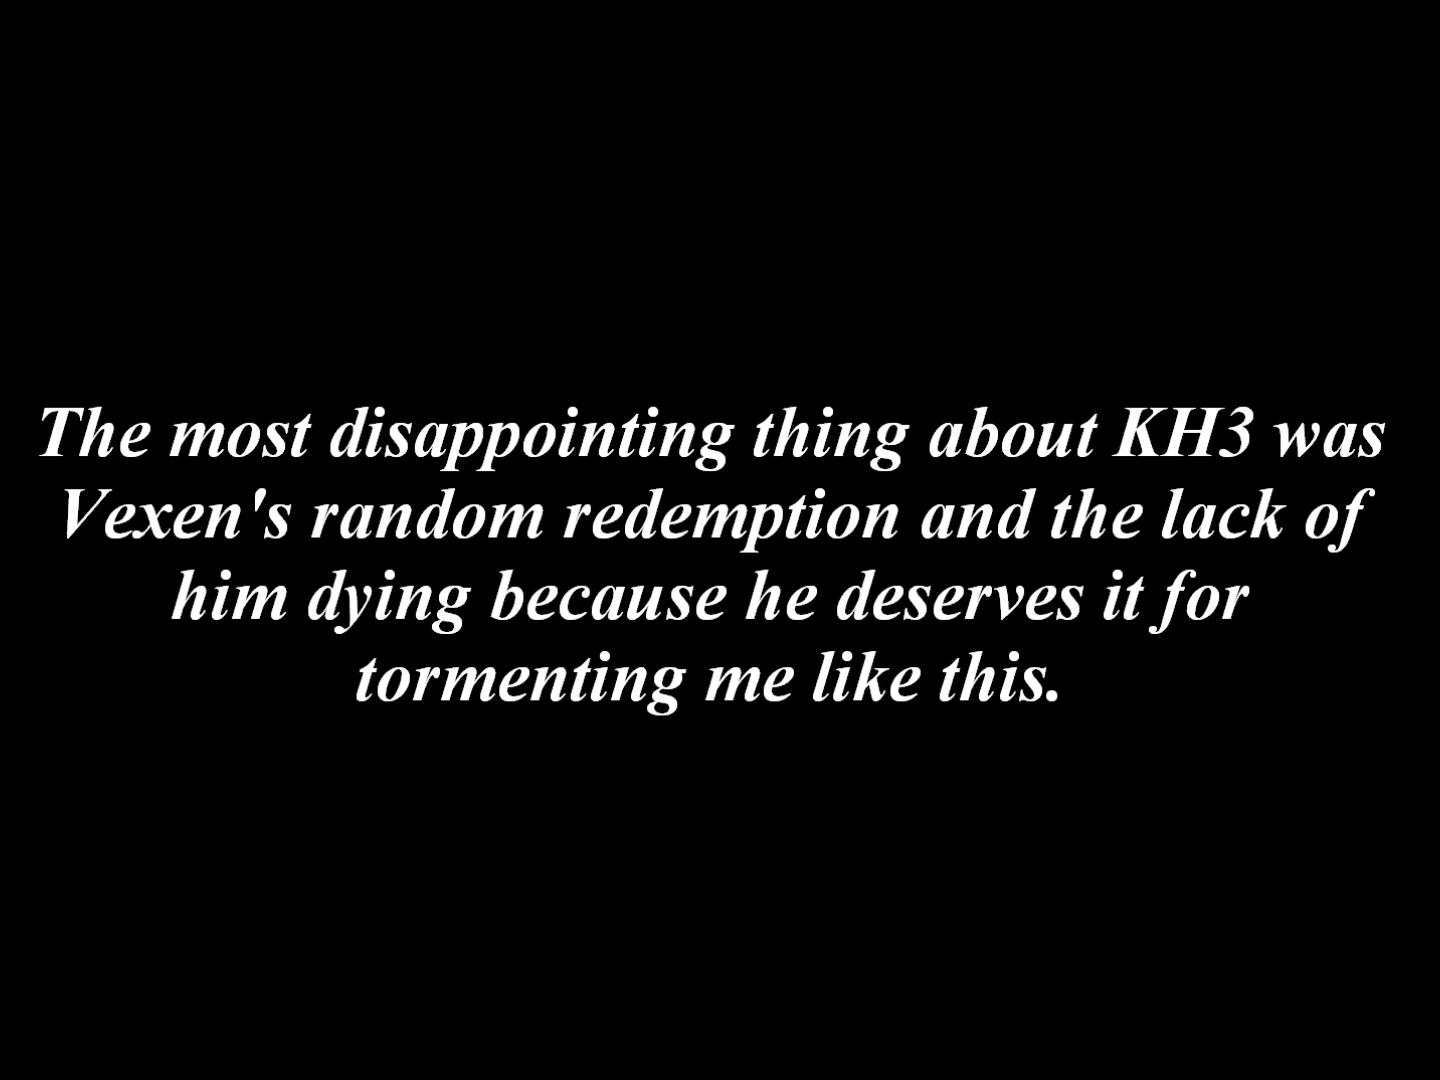 The most disappointing thing about KH3 was
Vexen's random redemption and the lack of
him dying because he deserves it for
tormenting me like this.